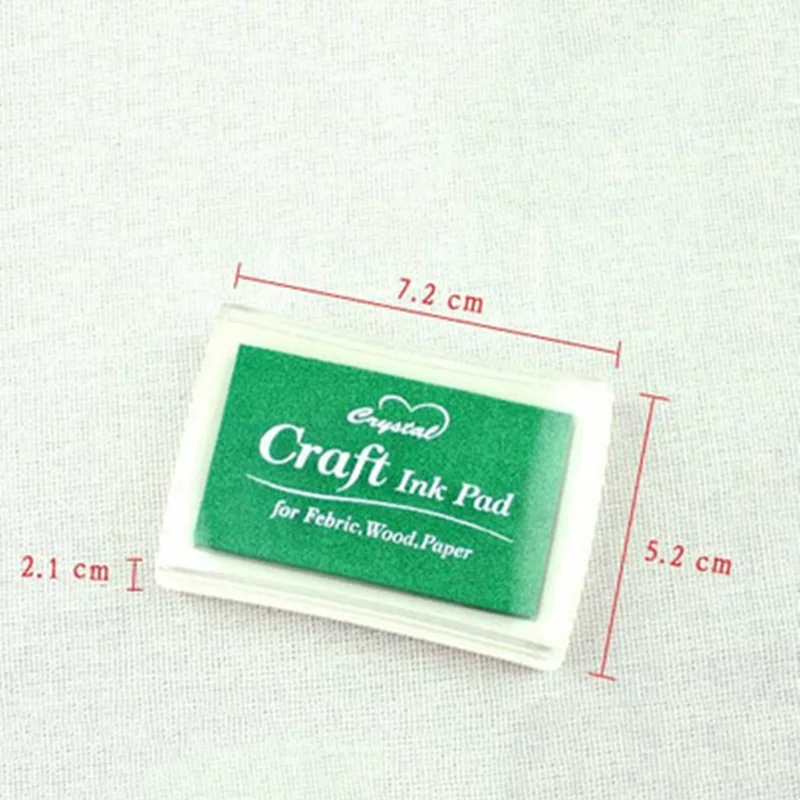 7.2 cm
Crystal
Craft Ink Pad
for Febric,Wood,Paper
5.2 cm
2.1 cm